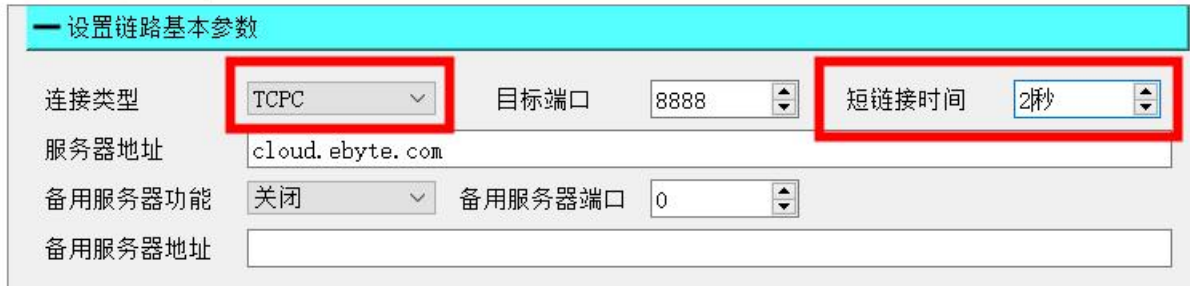 设置链路基本参数
连接类型 TCPC 目标端口 8888 短链接时间 2秒
服务器地址 cloud.ebyte.com
备用服务器功能 关闭 备用服务器端口 0
备用服务器地址